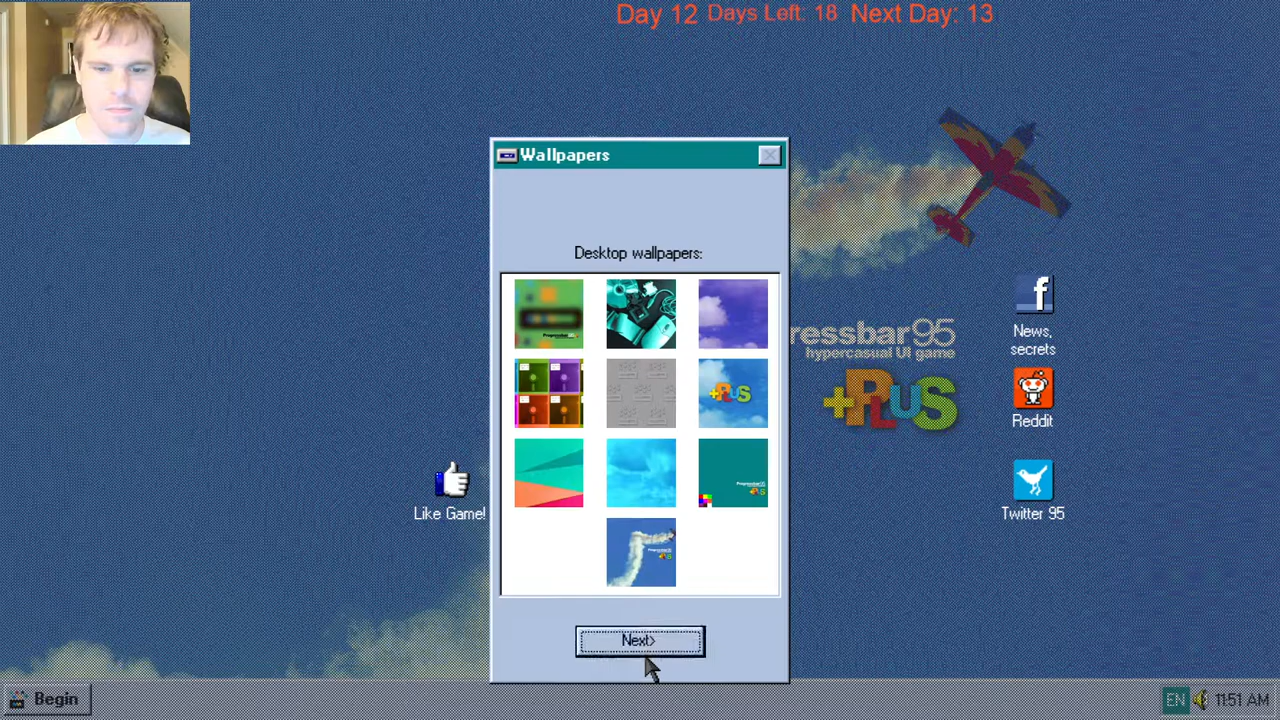 Day 12 Days Left: 18 Next Day: 13
Wallpapers
Desktop wallpapers:
+PLUS
ressbar95
hypercasual UI game
+PLUS
News,
secrets
Reddit
Twitter 95
Like Game!
Next>
Begin
EN 11:51 AM